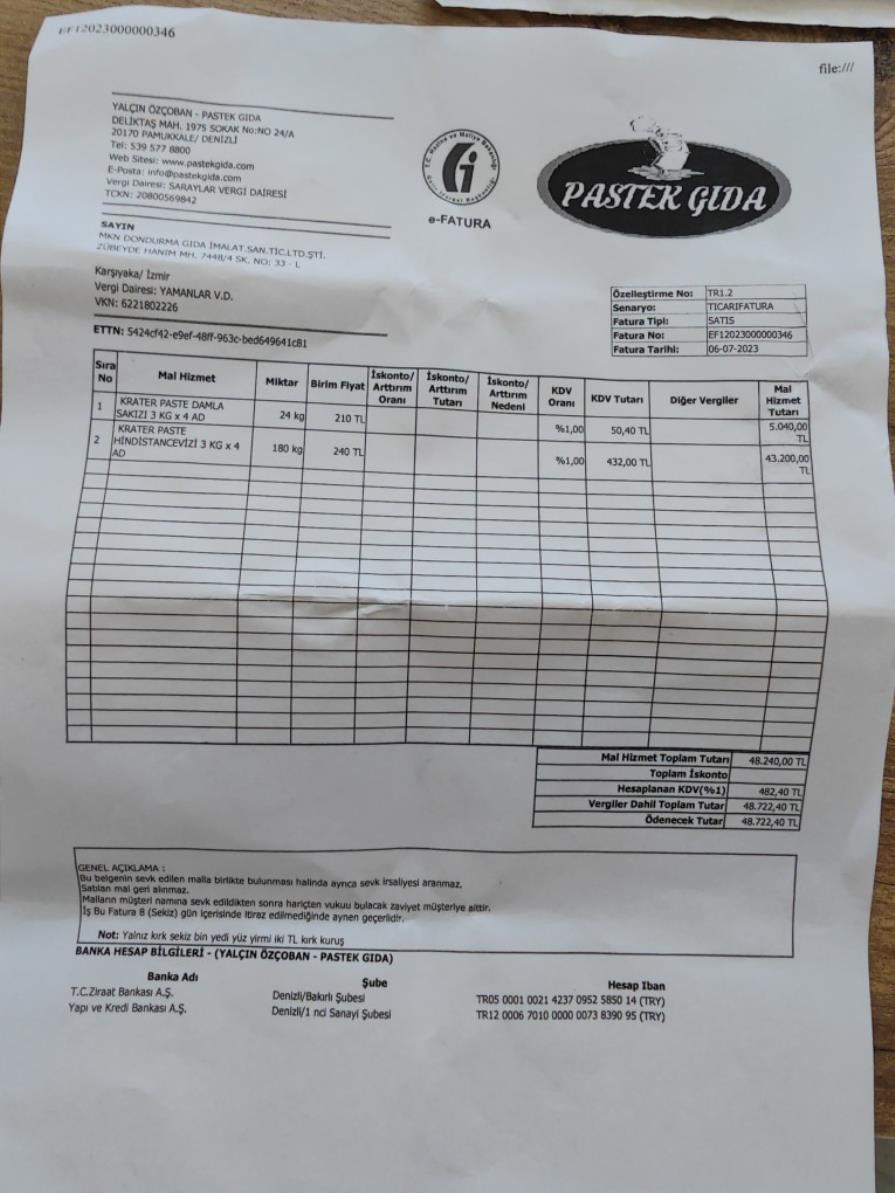 EF12023000000346
file:///
YALÇIN ÖZÇOBAN - PASTEK GIDA
DELİKTAŞ MAH. 1975 SOKAK No:NO 24/A
20170 PAMUKKALE/ DENİZLİ
Tel: 539 577 8800
Web Sitesi: www.pastekgida.com
E-Posta: info@pastekgida.com
Vergi Dairesi: SARAYLAR VERGİ DAİRESİ
TCKN: 20800569842
T.C. Hazine ve Maliye Bakanlığı
Gelir İdaresi Başkanlığı
e-FATURA
PASTEK GIDA
SAYIN
MKN DONDURMA GIDA İMALAT.SAN.TİC.LTD.ŞTİ.
ZÜBEYDE HANIM MH. 7448/4 SK. NO: 33 - L
Karşıyaka/ İzmir
Vergi Dairesi: YAMANLAR V.D.
VKN: 6221802226
ETTN: 5424cf42-e9ef-48ff-963c-bed649641c81
Özelleştirme No: TR1.2
Senaryo: TICARIFATURA
Fatura Tipi: SATIS
Fatura No: EF12023000000346
Fatura Tarihi: 06-07-2023
Sıra No Mal Hizmet Miktar Birim Fiyat İskonto/ Arttırım Oranı İskonto/ Arttırım Tutarı İskonto/ Arttırım Nedeni KDV Oranı KDV Tutarı Diğer Vergiler Mal Hizmet Tutarı
1 KRATER PASTE DAMLA SAKIZI 3 KG x 4 AD 24 kg 210 TL %1,00 50,40 TL 5.040,00 TL
2 KRATER PASTE HİNDİSTANCEVİZİ 3 KG x 4 AD 180 kg 240 TL %1,00 432,00 TL 43.200,00 TL
Mal Hizmet Toplam Tutarı 48.240,00 TL
Toplam İskonto
Hesaplanan KDV(%1) 482,40 TL
Vergiler Dahil Toplam Tutar 48.722,40 TL
Ödenecek Tutar 48.722,40 TL
GENEL AÇIKLAMA :
Bu belgenin sevk edilen malla birlikte bulunması halinde ayrıca sevk irsaliyesi aranmaz.
Satılan mal geri alınmaz.
Malların müşteri namına sevk edildikten sonra hariçten vukuu bulacak zaviyet müşteriye aittir.
İş Bu Fatura 8 (Sekiz) gün içerisinde itiraz edilmediğinde aynen geçerlidir.
Not: Yalnız kırk sekiz bin yedi yüz yirmi iki TL kırk kuruş
BANKA HESAP BİLGİLERİ - (YALÇIN ÖZÇOBAN - PASTEK GIDA)
Banka Adı Şube Hesap Iban
T.C.Ziraat Bankası A.Ş. Denizli/Bakırlı Şubesi TR05 0001 0021 4237 0952 5850 14 (TRY)
Yapı ve Kredi Bankası A.Ş. Denizli/1 nci Sanayi Şubesi TR12 0006 7010 0000 0073 8390 95 (TRY)